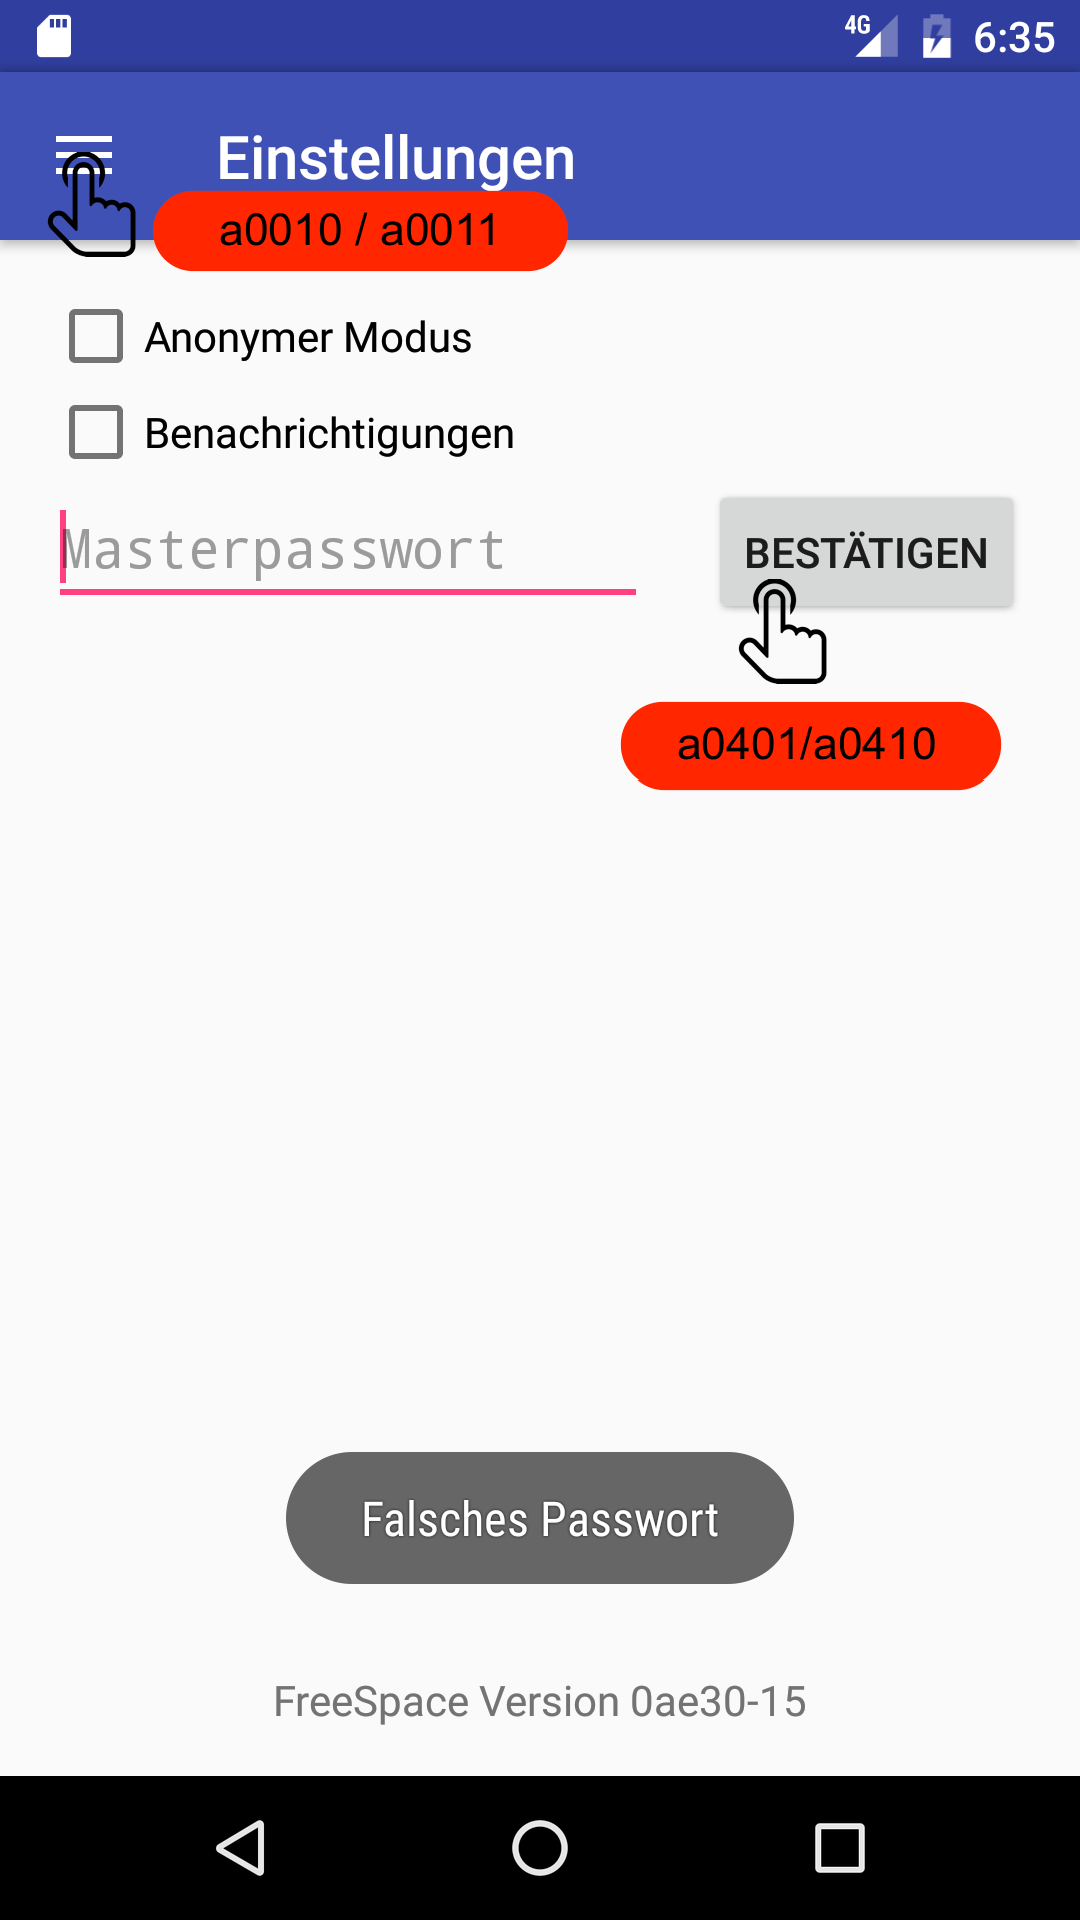 4G 6:35
Einstellungen
a0010 / a0011
Anonymer Modus
Benachrichtigungen
Masterpasswort
BESTÄTIGEN
a0401/a0410
Falsches Passwort
FreeSpace Version 0ae30-15